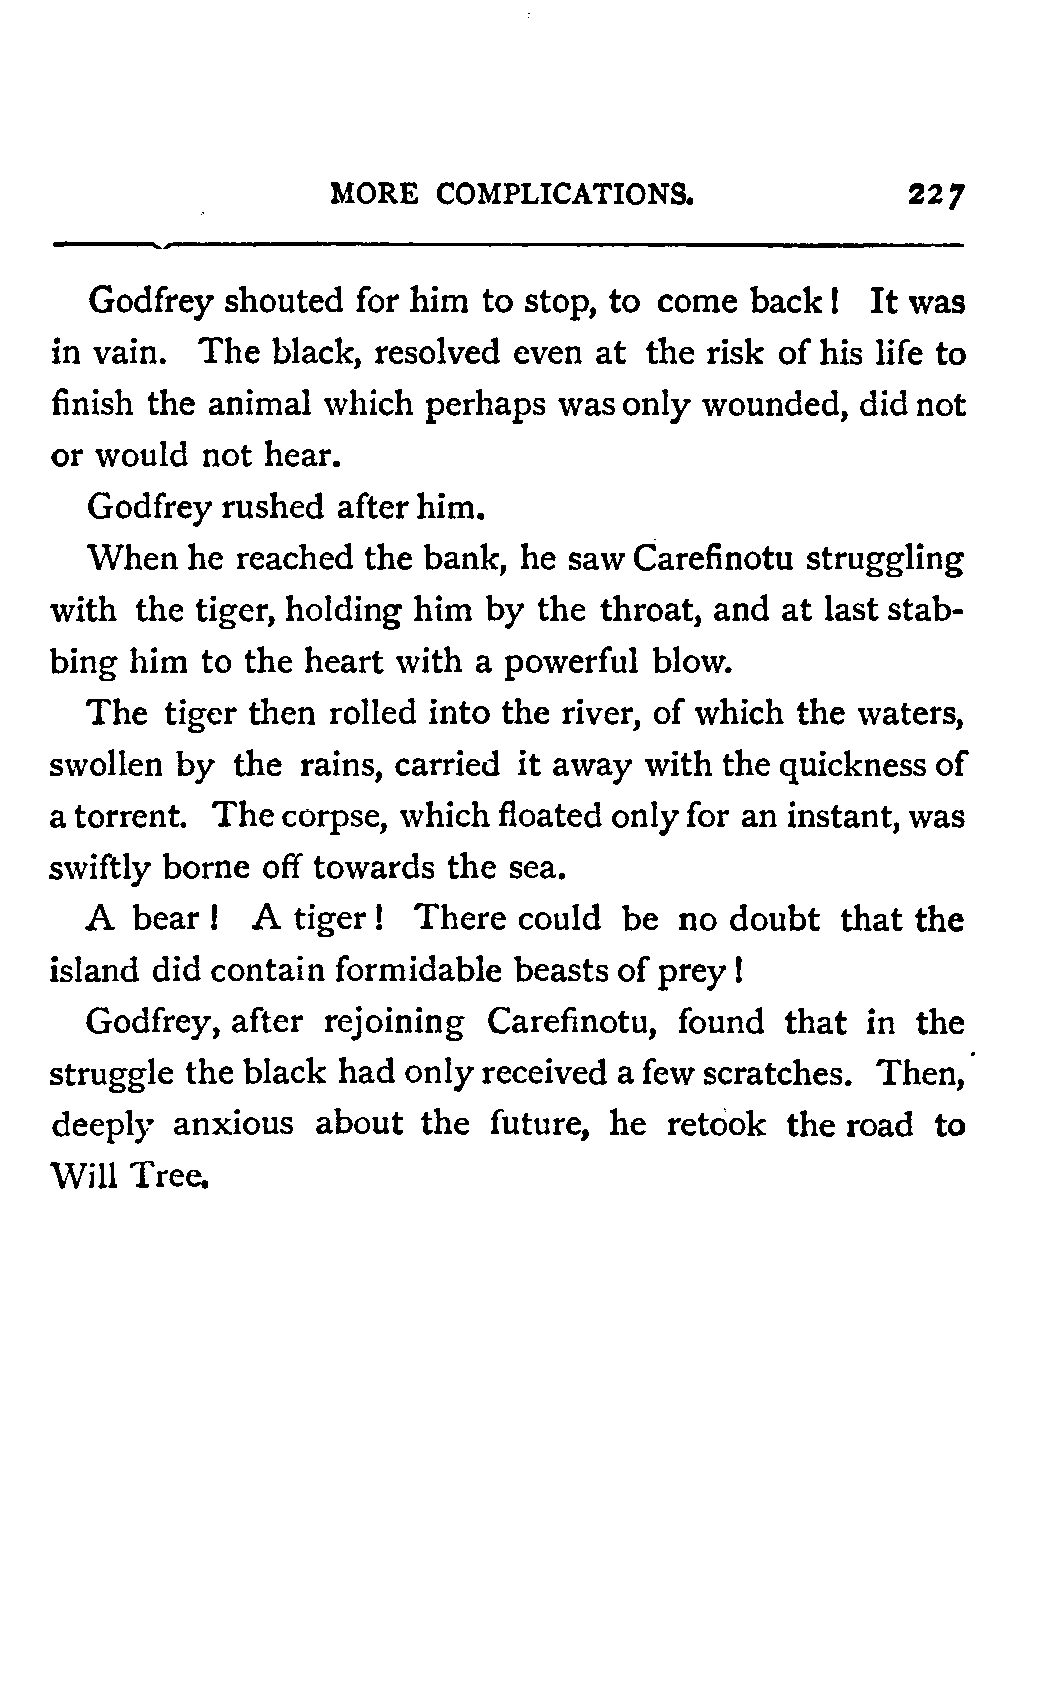 MORE COMPLICATIONS. 227
Godfrey shouted for him to stop, to come back! It was
in vain. The black, resolved even at the risk of his life to
finish the animal which perhaps was only wounded, did not
or would not hear.
Godfrey rushed after him.
When he reached the bank, he saw Carefinotu struggling
with the tiger, holding him by the throat, and at last stab-
bing him to the heart with a powerful blow.
The tiger then rolled into the river, of which the waters,
swollen by the rains, carried it away with the quickness of
a torrent. The corpse, which floated only for an instant, was
swiftly borne off towards the sea.
A bear! A tiger! There could be no doubt that the
island did contain formidable beasts of prey!
Godfrey, after rejoining Carefinotu, found that in the
struggle the black had only received a few scratches. Then,
deeply anxious about the future, he retook the road to
Will Tree.